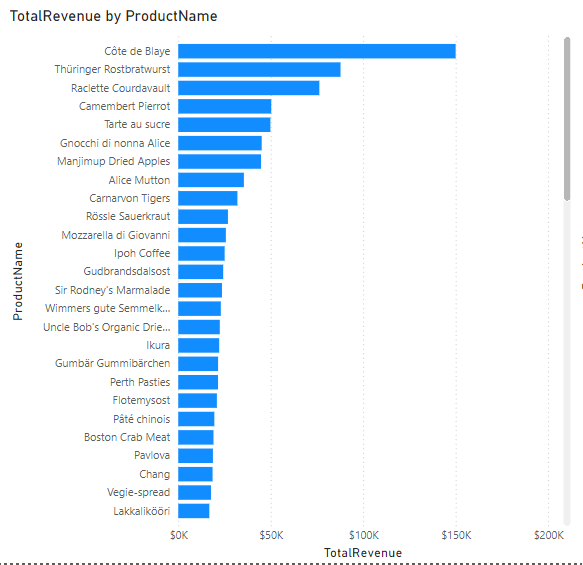 TotalRevenue by ProductName
Côte de Blaye
Thüringer Rostbratwurst
Raclette Courdavault
Camembert Pierrot
Tarte au sucre
Gnocchi di nonna Alice
Manjimup Dried Apples
Alice Mutton
Carnarvon Tigers
Rössle Sauerkraut
Mozzarella di Giovanni
Ipoh Coffee
Gudbrandsdalsost
Sir Rodney's Marmalade
Wimmers gute Semmelk...
Uncle Bob's Organic Drie...
Ikura
Gumbär Gummibärchen
Perth Pasties
Flotemysost
Pâté chinois
Boston Crab Meat
Pavlova
Chang
Vegie-spread
Lakkalikööri
ProductName
$0K $50K $100K $150K $200K
TotalRevenue